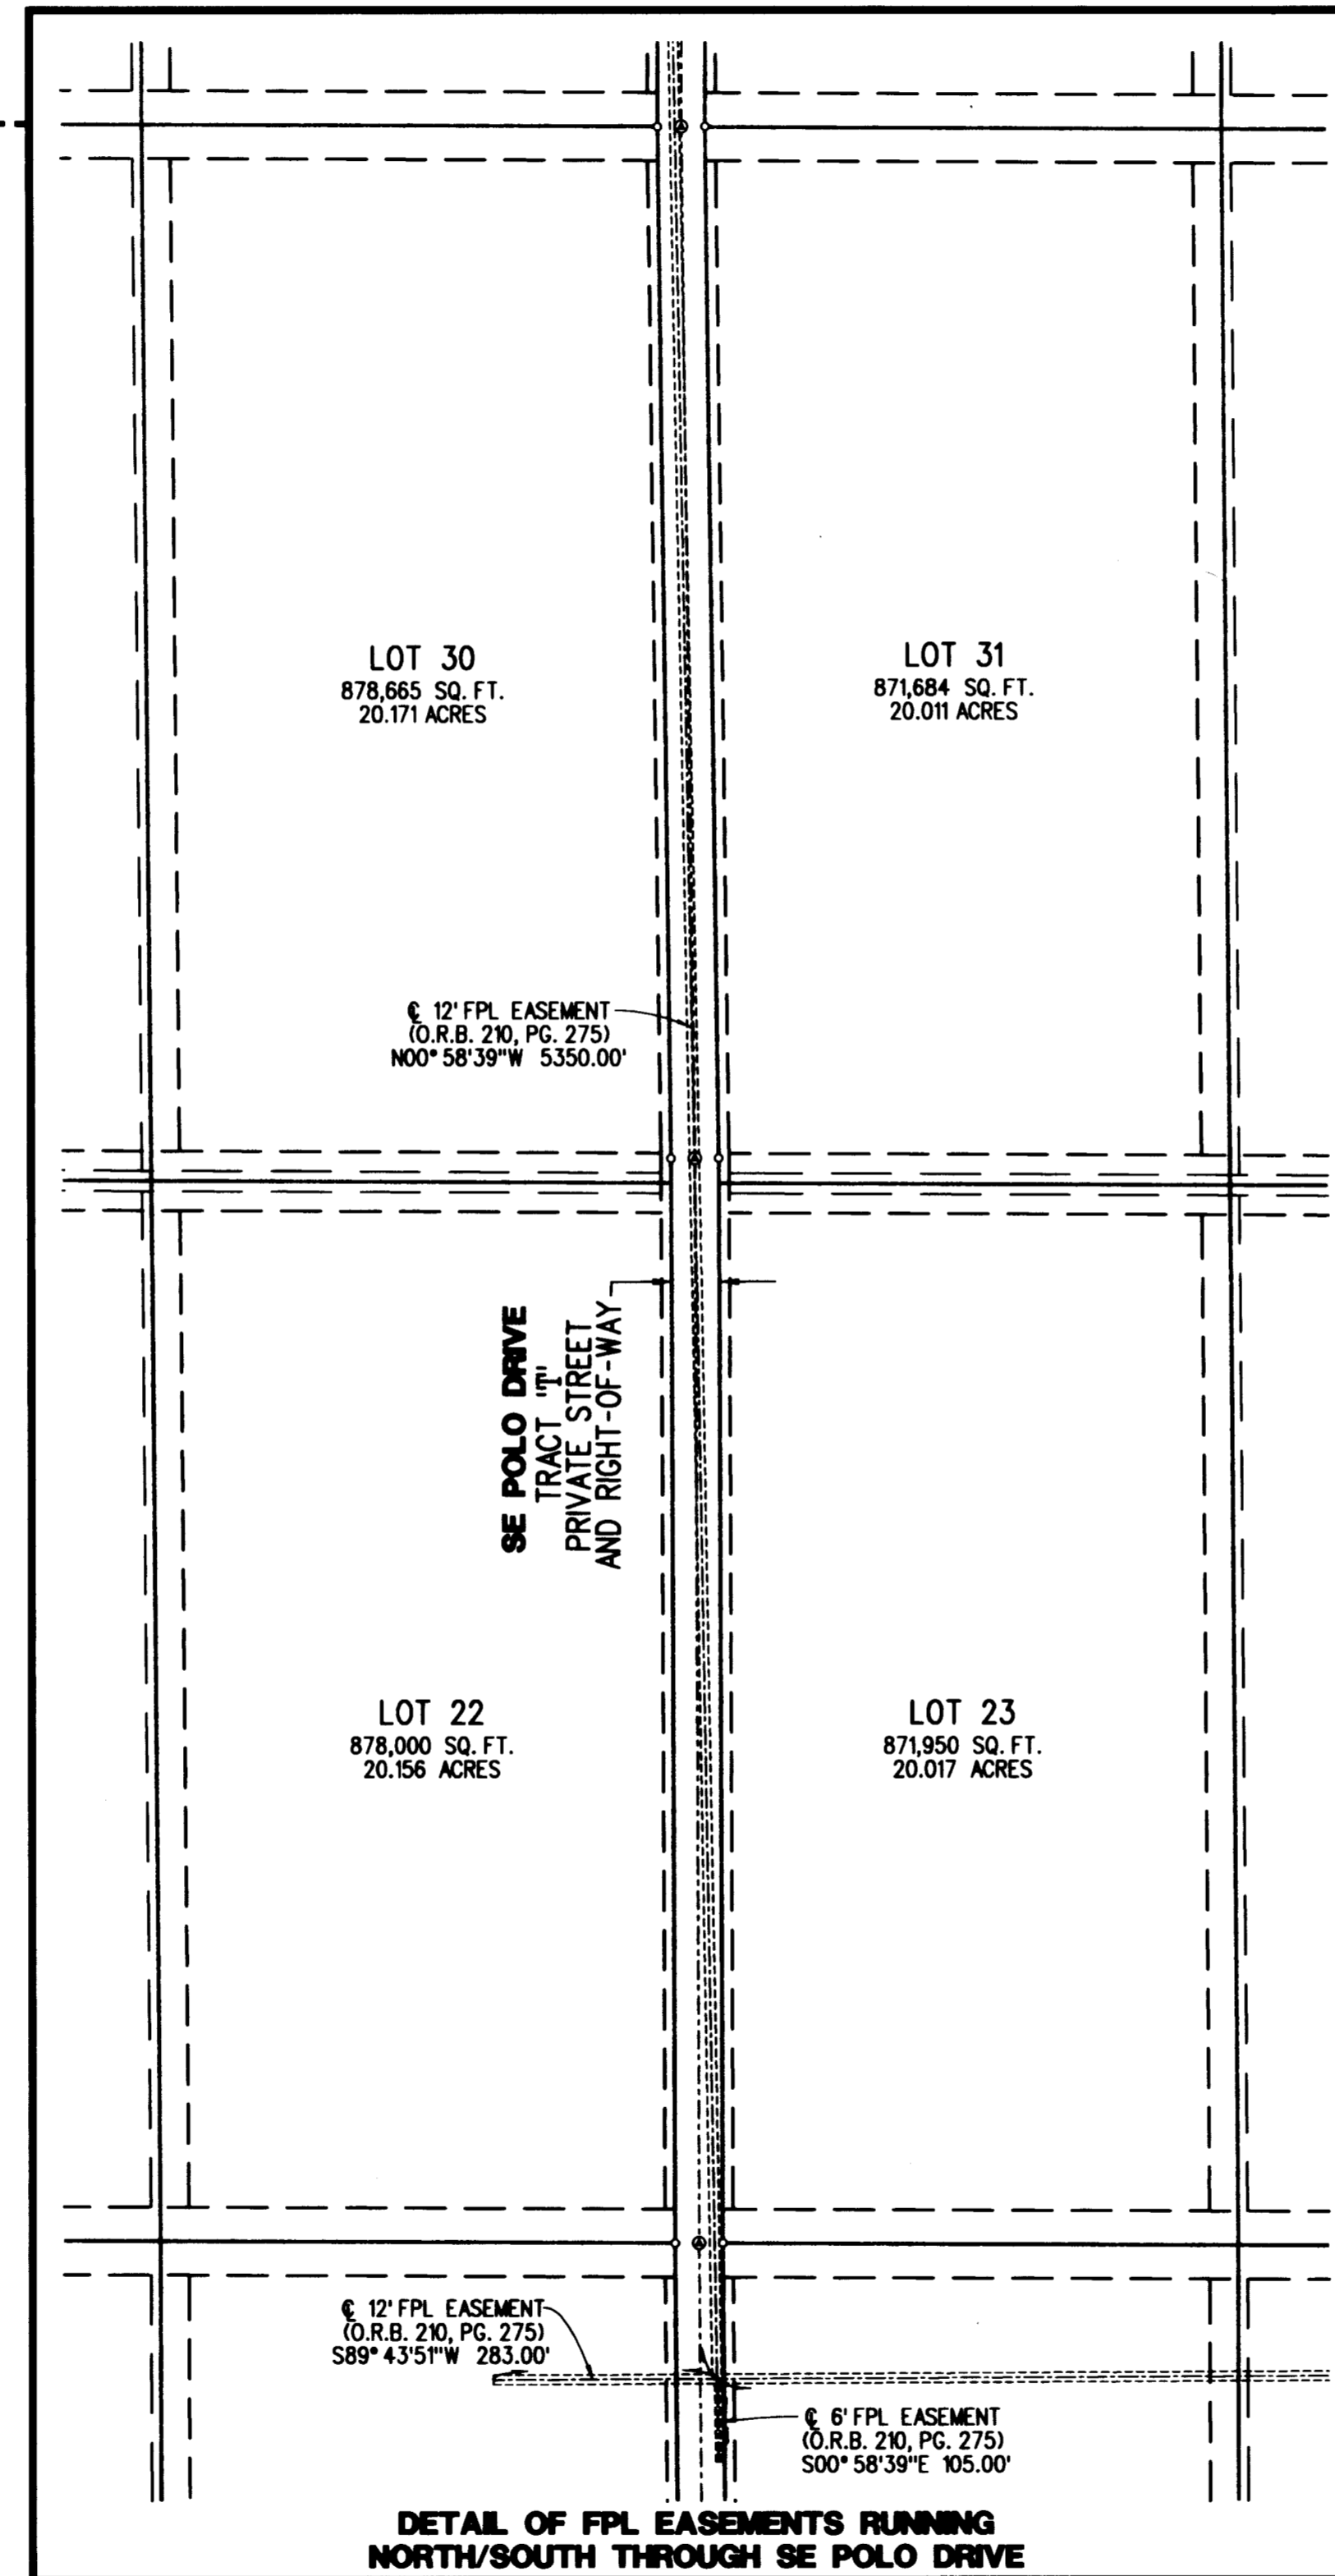 LOT 30
878,665 SQ. FT.
20.171 ACRES
LOT 31
871,684 SQ. FT.
20.011 ACRES
℄ 12' FPL EASEMENT
(O.R.B. 210, PG. 275)
N00° 58'39"W 5350.00'
SE POLO DRIVE
TRACT "I"
PRIVATE STREET
AND RIGHT-OF-WAY
LOT 22
878,000 SQ. FT.
20.156 ACRES
LOT 23
871,950 SQ. FT.
20.017 ACRES
℄ 12' FPL EASEMENT
(O.R.B. 210, PG. 275)
S89° 43'51"W 283.00'
℄ 6' FPL EASEMENT
(O.R.B. 210, PG. 275)
S00° 58'39"E 105.00'
DETAIL OF FPL EASEMENTS RUNNING
NORTH/SOUTH THROUGH SE POLO DRIVE